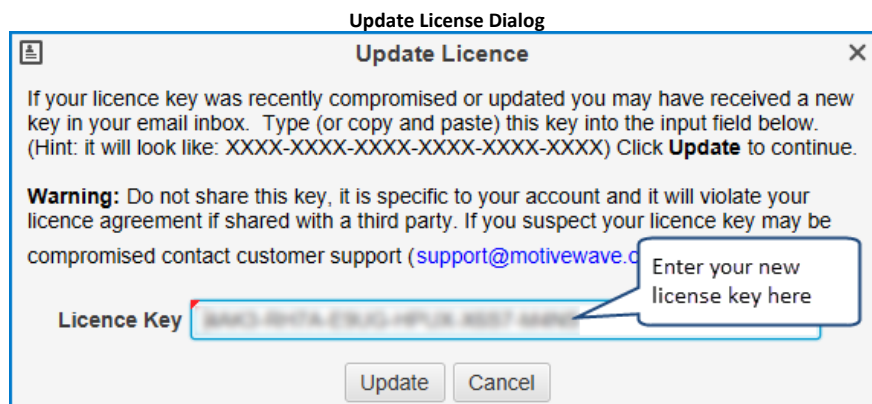 Update License Dialog
Update Licence
If your licence key was recently compromised or updated you may have received a new
key in your email inbox. Type (or copy and paste) this key into the input field below.
(Hint: it will look like: XXXX-XXXX-XXXX-XXXX-XXXX-XXXX) Click Update to continue.
Warning: Do not share this key, it is specific to your account and it will violate your
licence agreement if shared with a third party. If you suspect your licence key may be
compromised contact customer support (support@motivewave.c
Enter your new
license key here
Licence Key
Update Cancel